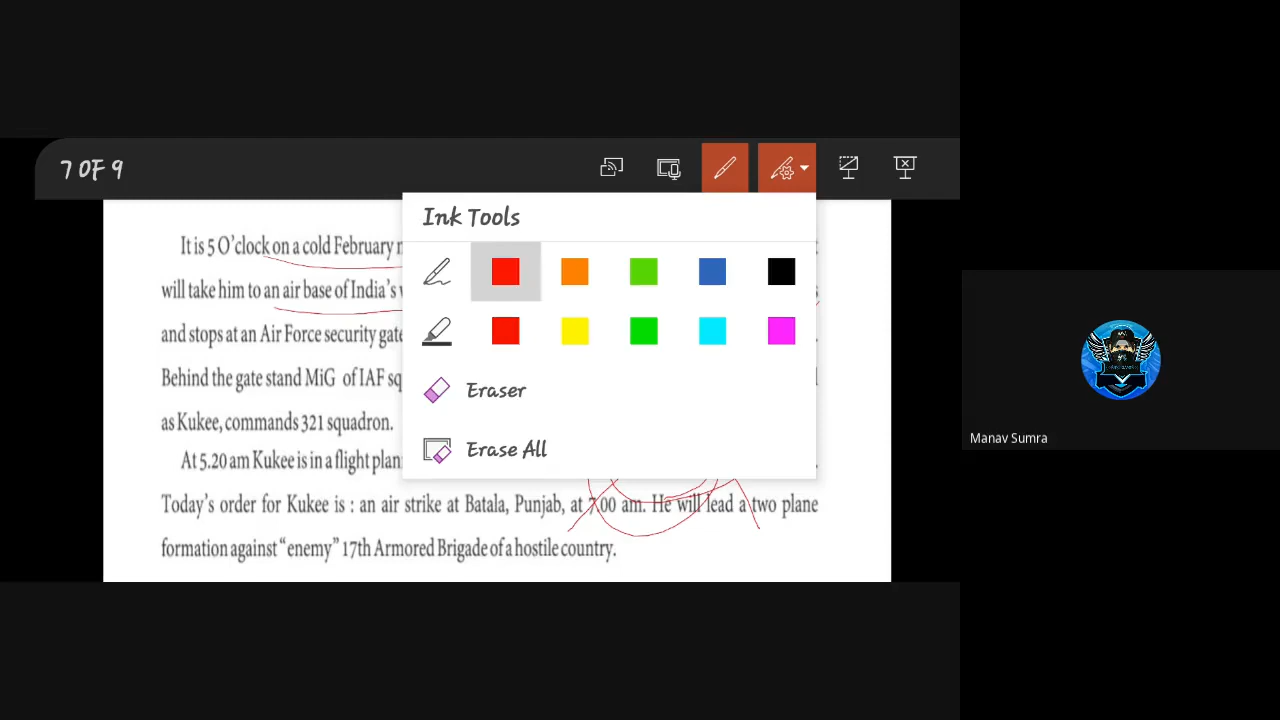 7 OF 9
Ink Tools
Eraser
Erase All
It is 5 O'clock on a cold February
will take him to an air base of India's
and stops at an Air Force security gate
Behind the gate stand MiG of IAF
as Kukee, commands 321 squadron.
At 5.20 am Kukee is in a flight
Today's order for Kukee is : an air strike at Batala, Punjab, at 7.00 am. He will lead a two plane
formation against "enemy" 17th Armored Brigade of a hostile country.
Manav Sumra